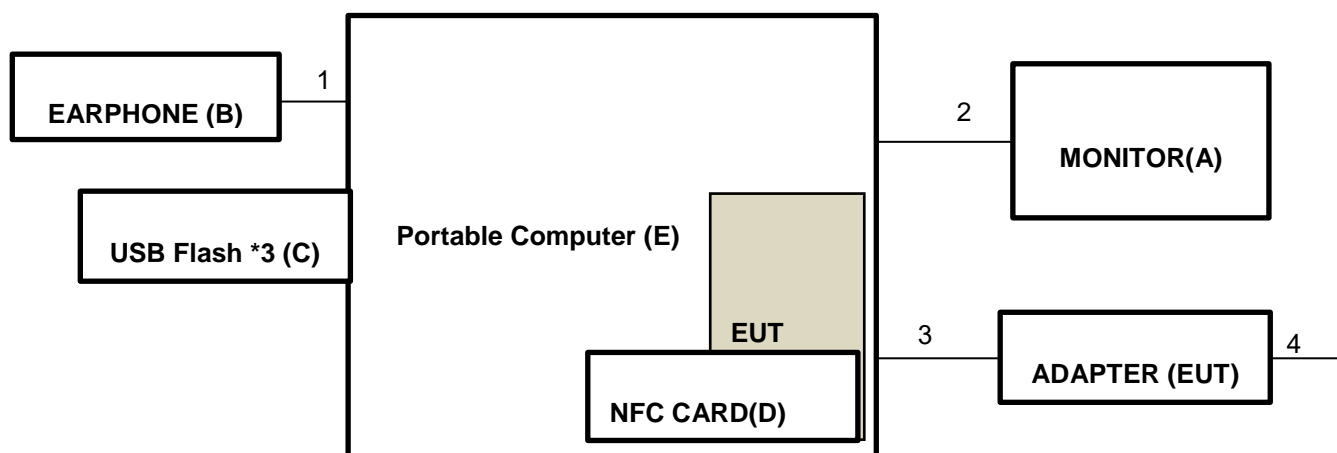 1
EARPHONE (B)
2
MONITOR(A)
USB Flash *3 (C)
Portable Computer (E)
EUT
3
ADAPTER (EUT)
4
NFC CARD(D)